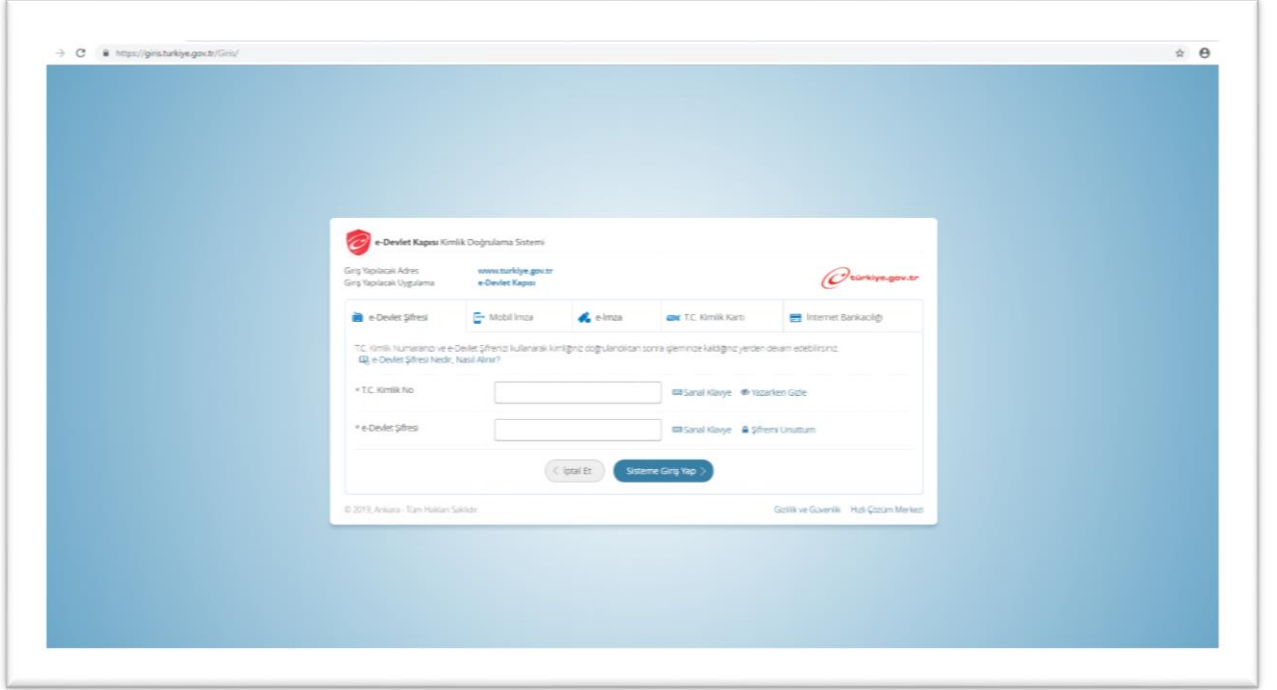 https://giris.turkiye.gov.tr/Giris/
e-Devlet Kapısı Kimlik Doğrulama Sistemi
Giriş Yapılacak Adres www.turkiye.gov.tr
Giriş Yapılacak Uygulama e-Devlet Kapısı
türkiye.gov.tr
e-Devlet Şifresi Mobil İmza e-İmza T.C. Kimlik Kartı İnternet Bankacılığı
T.C. Kimlik Numaranızı ve e-Devlet Şifrenizi kullanarak kimliğiniz doğrulandıktan sonra işleminize kaldığınız yerden devam edebilirsiniz.
e-Devlet Şifresi Nedir, Nasıl Alınır?
* T.C. Kimlik No Sanal Klavye Yazarken Gizle
* e-Devlet Şifresi Sanal Klavye Şifremi Unuttum
İptal Et Sisteme Giriş Yap
© 2019, Ankara - Tüm Hakları Saklıdır Gizlilik ve Güvenlik Hızlı Çözüm Merkezi